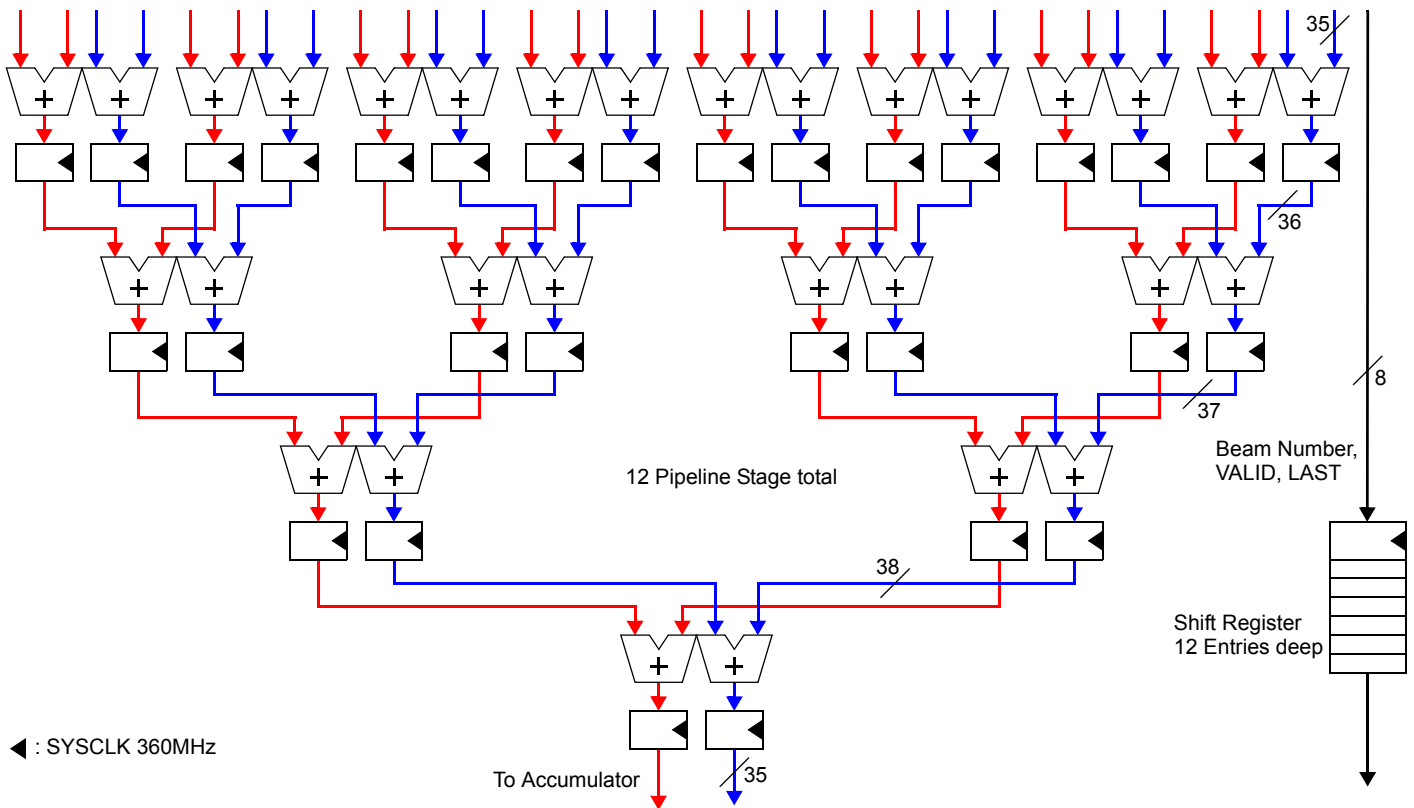 35
+ + + + + + + + + + + + + + + +
36
+ + + + + + + +
8
37
Beam Number,
VALID, LAST
+ + 12 Pipeline Stage total + +
38
Shift Register
12 Entries deep
+ +
: SYSCLK 360MHz
To Accumulator
35